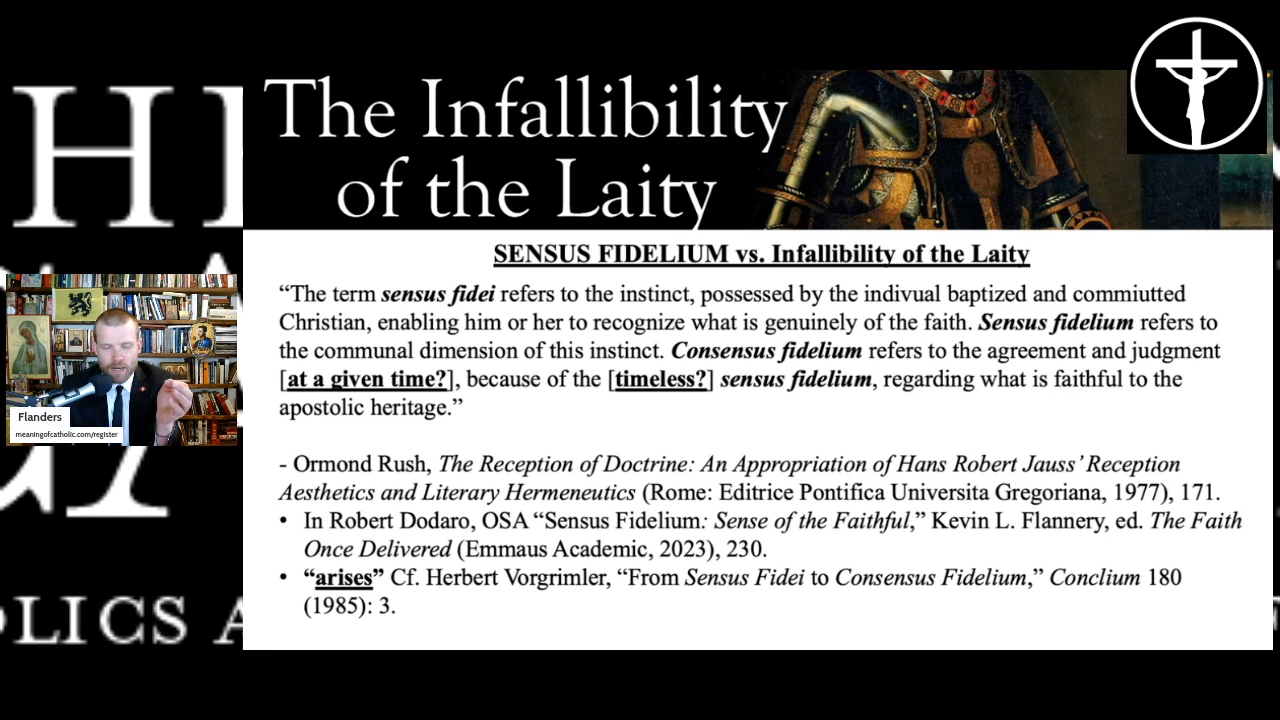 The Infallibility
of the Laity
SENSUS FIDELIUM vs. Infallibility of the Laity
“The term sensus fidei refers to the instinct, possessed by the indivual baptized and commiutted
Christian, enabling him or her to recognize what is genuinely of the faith. Sensus fidelium refers to
the communal dimension of this instinct. Consensus fidelium refers to the agreement and judgment
[at a given time?], because of the [timeless?] sensus fidelium, regarding what is faithful to the
apostolic heritage.”
- Ormond Rush, The Reception of Doctrine: An Appropriation of Hans Robert Jauss’ Reception
Aesthetics and Literary Hermeneutics (Rome: Editrice Pontifica Universita Gregoriana, 1977), 171.
• In Robert Dodaro, OSA “Sensus Fidelium: Sense of the Faithful,” Kevin L. Flannery, ed. The Faith
Once Delivered (Emmaus Academic, 2023), 230.
• “arises” Cf. Herbert Vorgrimler, “From Sensus Fidei to Consensus Fidelium,” Conclium 180
(1985): 3.
Flanders
meaningofcatholic.com/register
OLICS A